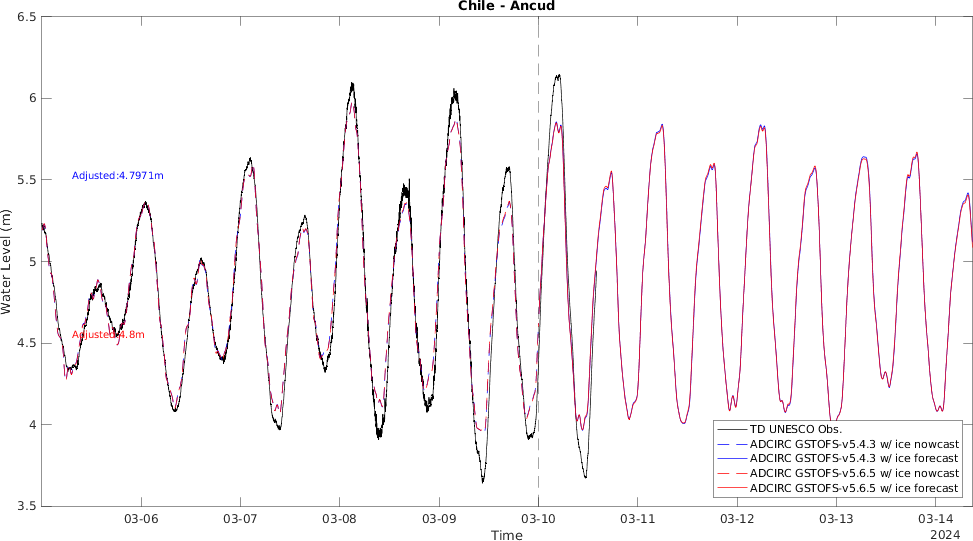 Chile - Ancud
6.5
6
5.5
5
4.5
4
3.5
Water Level (m)
Adjusted:4.7971m
Adjusted:4.8m
TD UNESCO Obs.
ADCIRC GSTOFS-v5.4.3 w/ ice nowcast
ADCIRC GSTOFS-v5.4.3 w/ ice forecast
ADCIRC GSTOFS-v5.6.5 w/ ice nowcast
ADCIRC GSTOFS-v5.6.5 w/ ice forecast
03-06 03-07 03-08 03-09 03-10 03-11 03-12 03-13 03-14
Time
2024